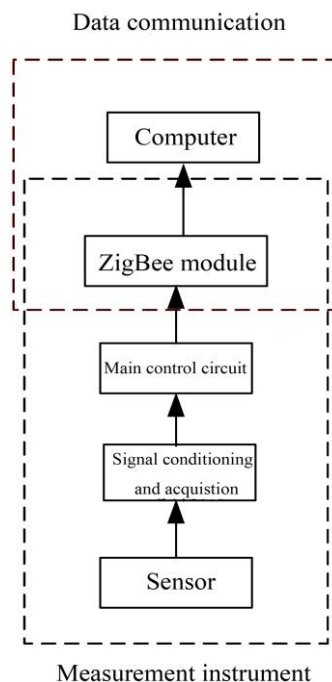 Data communication
Computer
ZigBee module
Main control circuit
Signal conditioning
and acquistion
Sensor
Measurement instrument